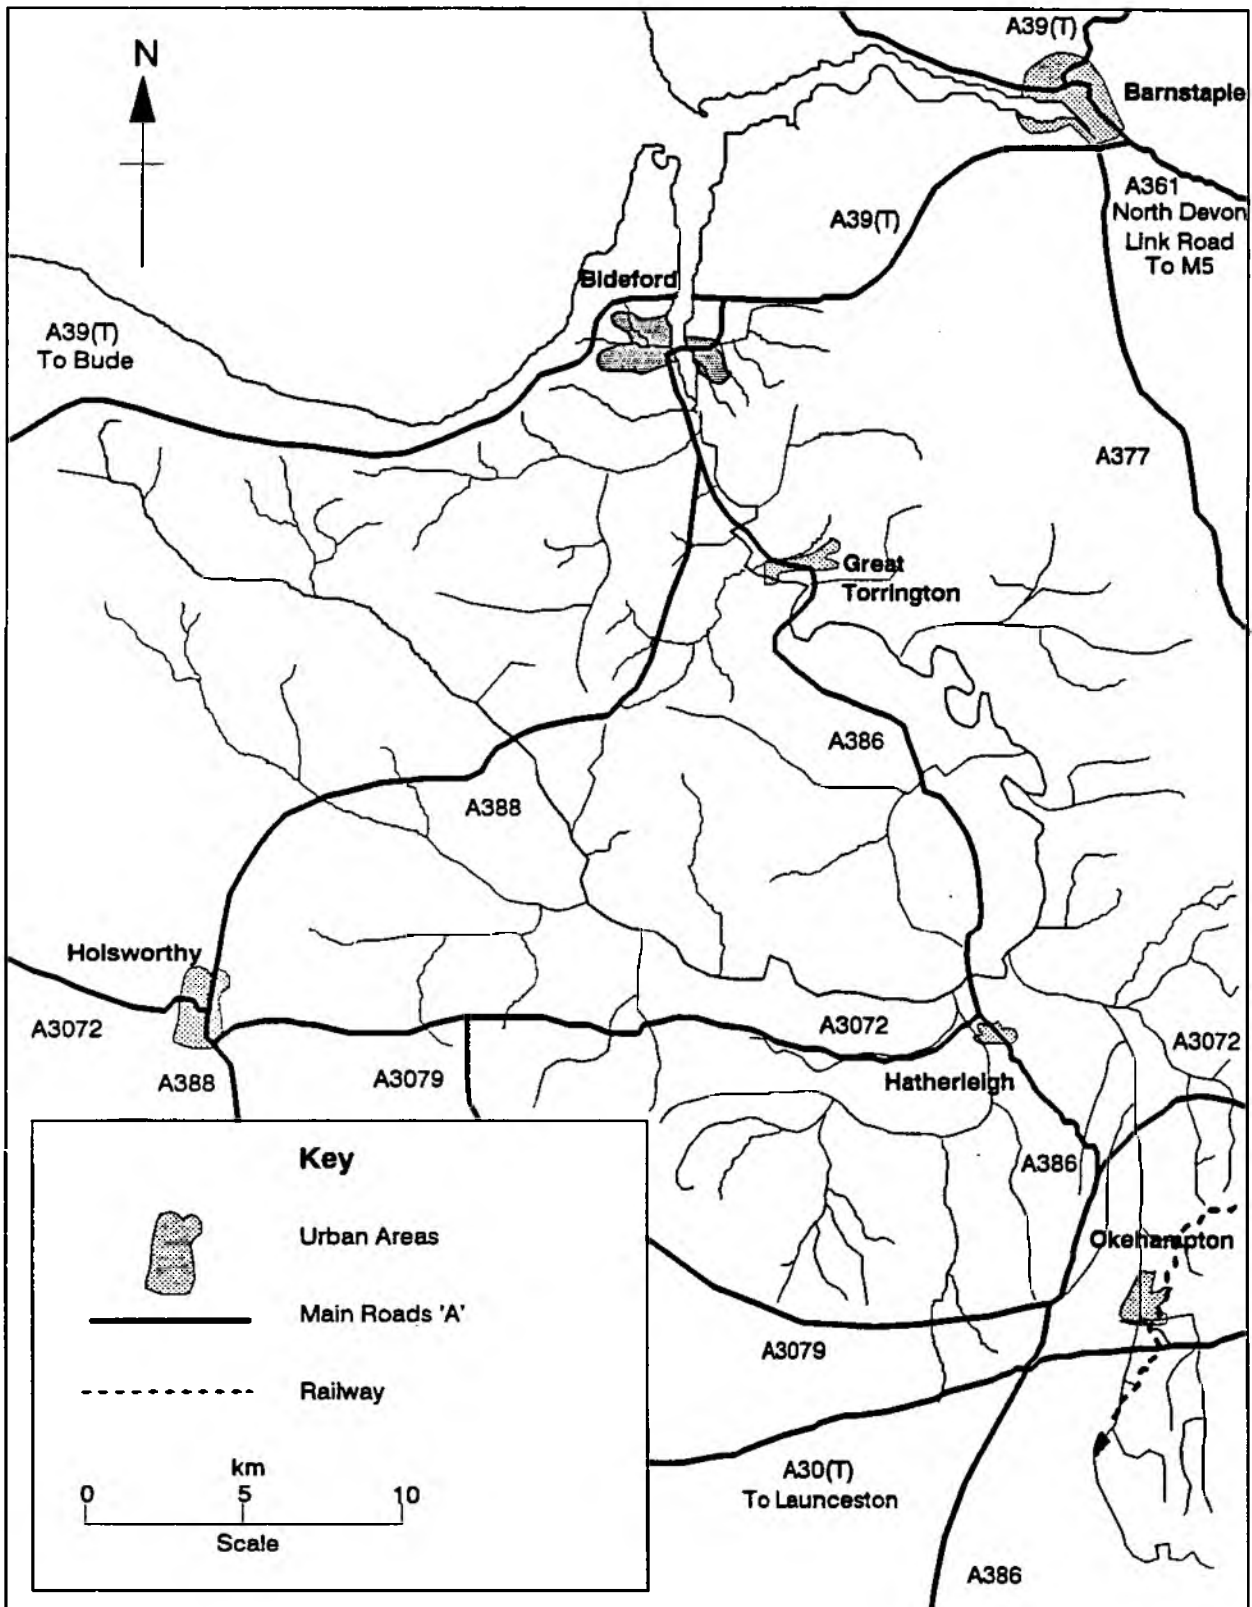 A39(T)
N
Barnstaple
A361
North Devon
Link Road
To M5
A39(T)
Bideford
A39(T)
To Bude
A377
Great
Torrington
A386
A388
Holsworthy
A3072
A3072
A3072
A388
A3079
Hatherleigh
A386
Key
Urban Areas
Okehampton
Main Roads 'A'
A3079
Railway
km
0 5 10
Scale
A30(T)
To Launceston
A386